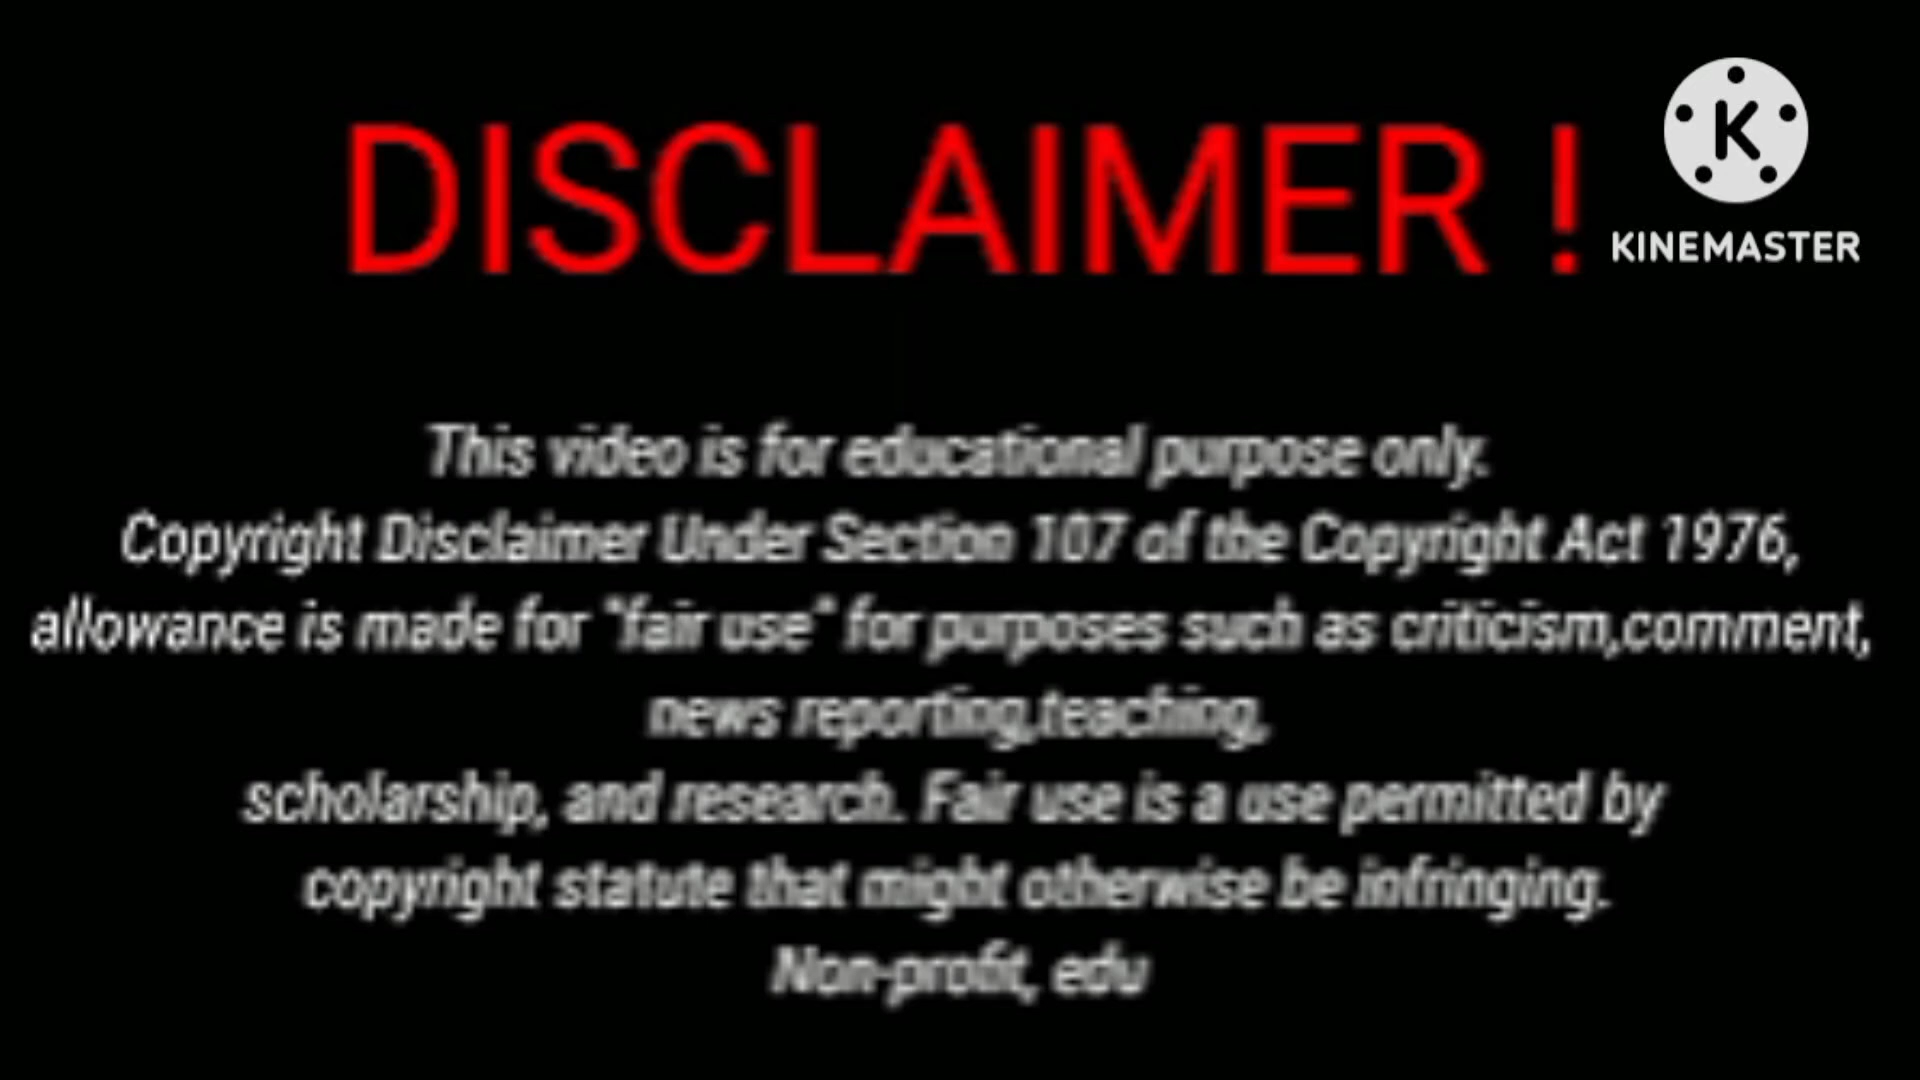 DISCLAIMER !
K
KINEMASTER
This video is for educational purpose only.
Copyright Disclaimer Under Section 107 of the Copyright Act 1976,
allowance is made for "fair use" for purposes such as criticism,comment,
news reporting,teaching,
scholarship, and research. Fair use is a use permitted by
copyright statute that might otherwise be infringing.
Non-profit, edu